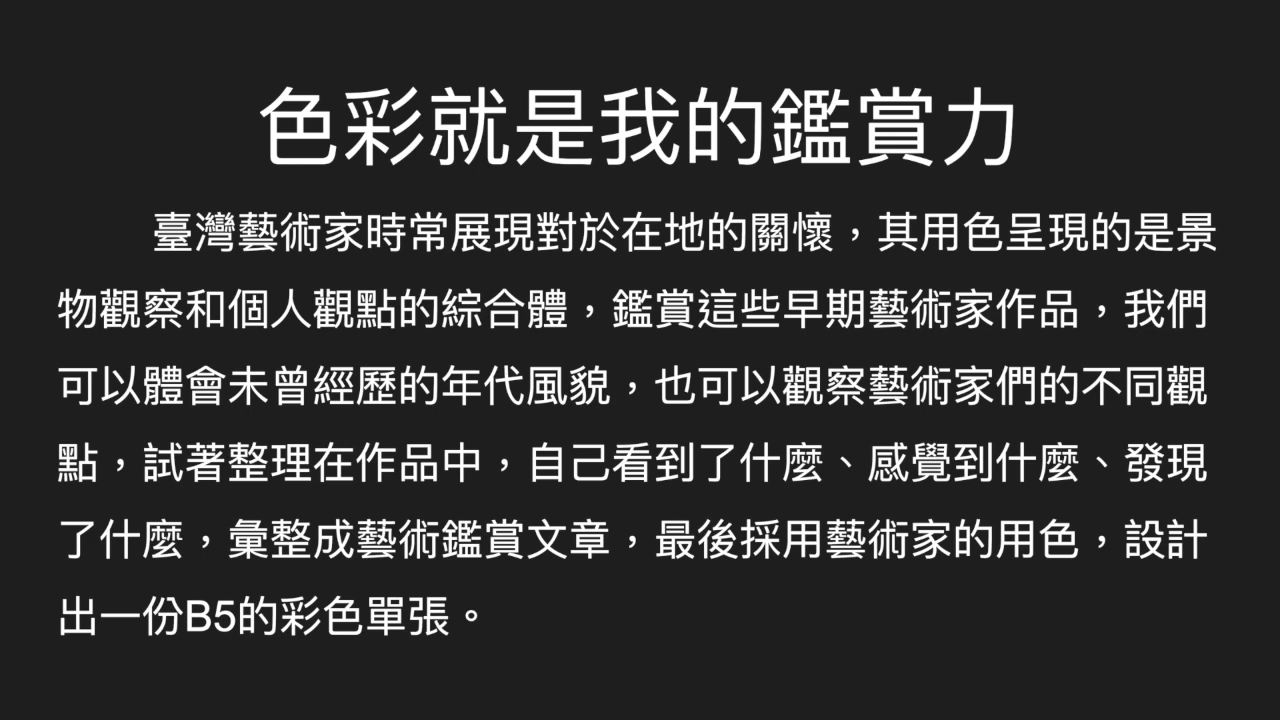 色彩就是我的鑑賞力
臺灣藝術家時常展現對於在地的關懷，其用色呈現的是景
物觀察和個人觀點的綜合體，鑑賞這些早期藝術家作品，我們
可以體會未曾經歷的年代風貌，也可以觀察藝術家們的不同觀
點，試著整理在作品中，自己看到了什麼、感覺到什麼、發現
了什麼，彙整成藝術鑑賞文章，最後採用藝術家的用色，設計
出一份B5的彩色單張。